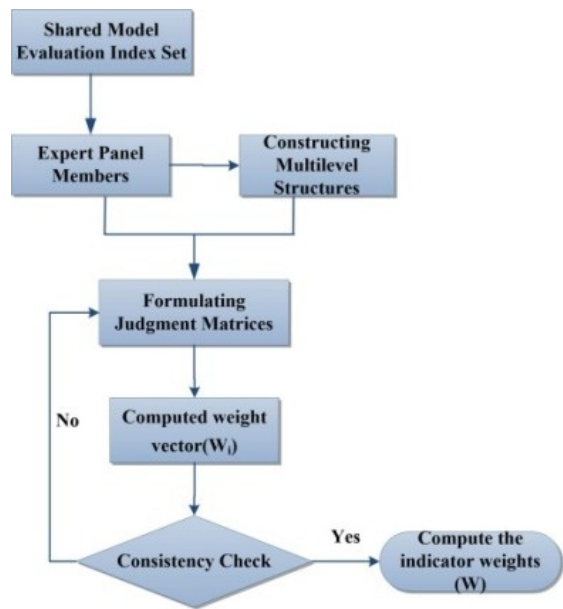 Shared Model
Evaluation Index Set
Expert Panel
Members
Constructing
Multilevel
Structures
Formulating
Judgment Matrices
No
Computed weight
vector(Wᵢ)
Consistency Check
Yes
Compute the
indicator weights
(W)